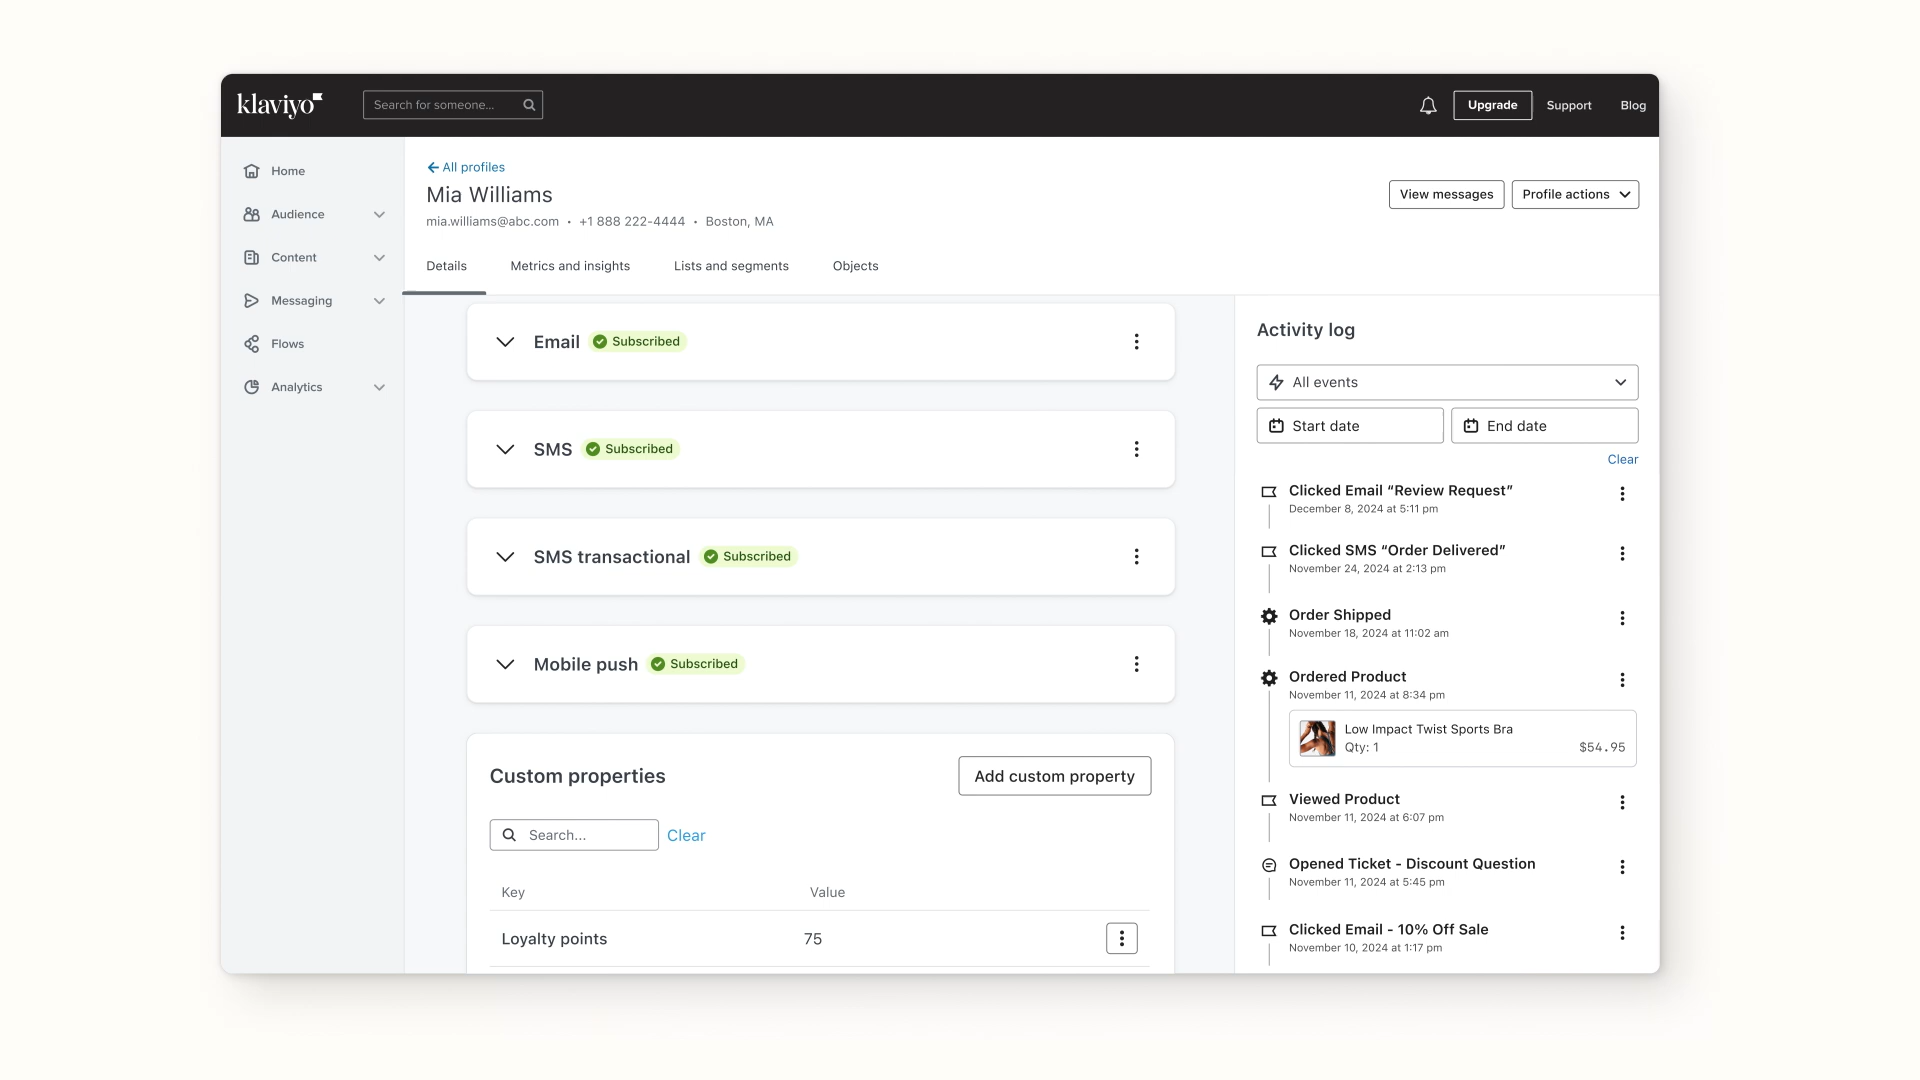 klaviyo
Search for someone...
Upgrade
Support
Blog
Home
Audience
Content
Messaging
Flows
Analytics
All profiles
Mia Williams
mia.williams@abc.com • +1 888 222-4444 • Boston, MA
View messages
Profile actions
Details
Metrics and insights
Lists and segments
Objects
Email
Subscribed
SMS
Subscribed
SMS transactional
Subscribed
Mobile push
Subscribed
Custom properties
Add custom property
Search...
Clear
Key
Value
Loyalty points
75
Activity log
All events
Start date
End date
Clear
Clicked Email “Review Request”
December 8, 2024 at 5:11 pm
Clicked SMS “Order Delivered”
November 24, 2024 at 2:13 pm
Order Shipped
November 18, 2024 at 11:02 am
Ordered Product
November 11, 2024 at 8:34 pm
Low Impact Twist Sports Bra
Qty: 1
$54.95
Viewed Product
November 11, 2024 at 6:07 pm
Opened Ticket - Discount Question
November 11, 2024 at 5:45 pm
Clicked Email - 10% Off Sale
November 10, 2024 at 1:17 pm